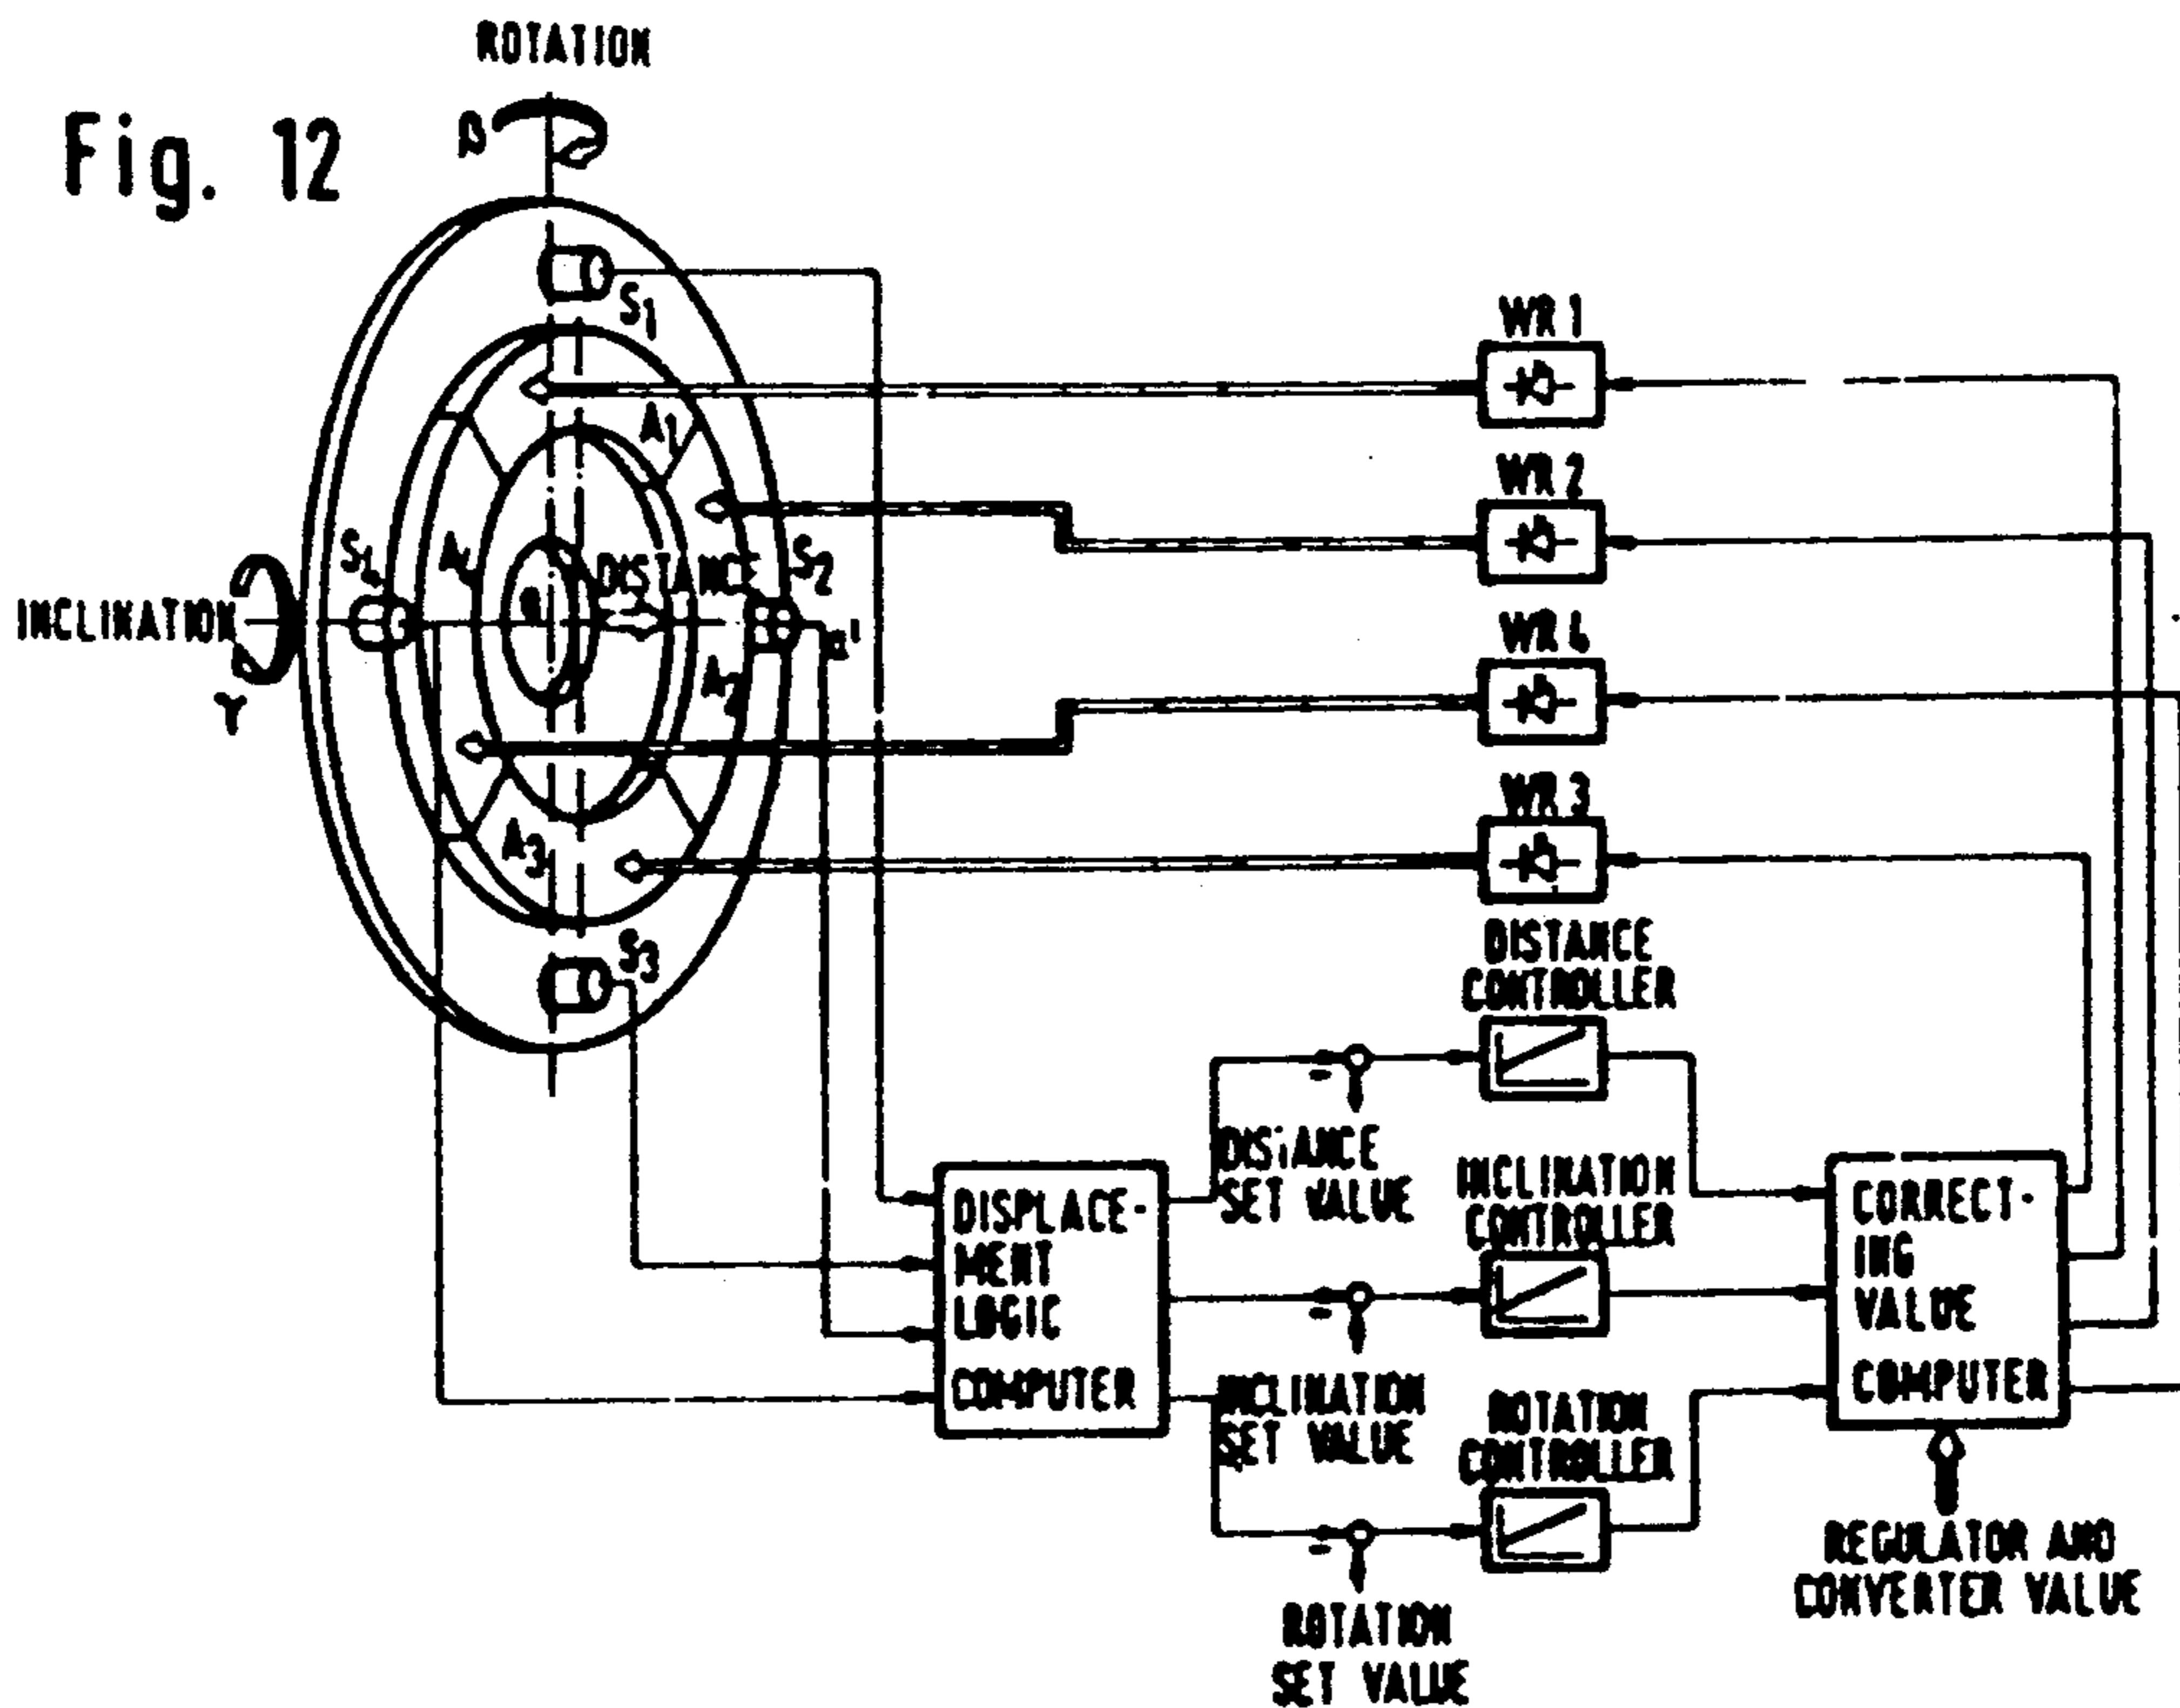 ROTATION
Fig. 12
β
S1
A1
S4
A4
DISTANCE
S2
INCLINATION
a
a'
A2
γ
A3
S3
WR 1
WR 2
WR 4
WR 3
DISTANCE
CONTROLLER
DISTANCE
SET VALUE
INCLINATION
CONTROLLER
DISPLACE-
MENT
LOGIC
COMPUTER
CORRECT-
ING
VALUE
COMPUTER
INCLINATION
SET VALUE
ROTATION
CONTROLLER
REGULATOR AND
CONVERTER VALUE
ROTATION
SET VALUE